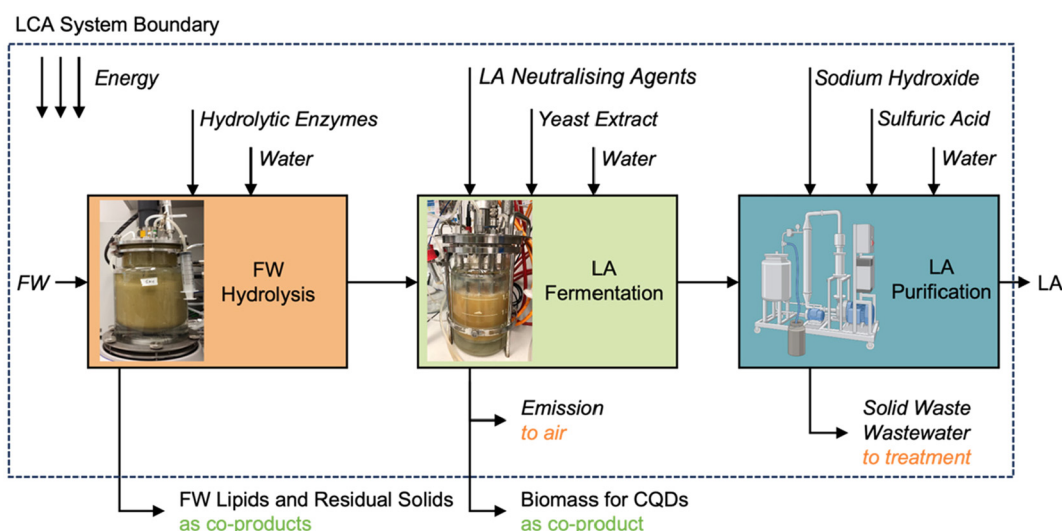 LCA System Boundary
Energy
LA Neutralising Agents
Sodium Hydroxide
Hydrolytic Enzymes
Yeast Extract
Sulfuric Acid
Water
Water
Water
FW
FW
Hydrolysis
LA
Fermentation
LA
Purification
LA
Emission
to air
Solid Waste
Wastewater
to treatment
FW Lipids and Residual Solids
as co-products
Biomass for CQDs
as co-product